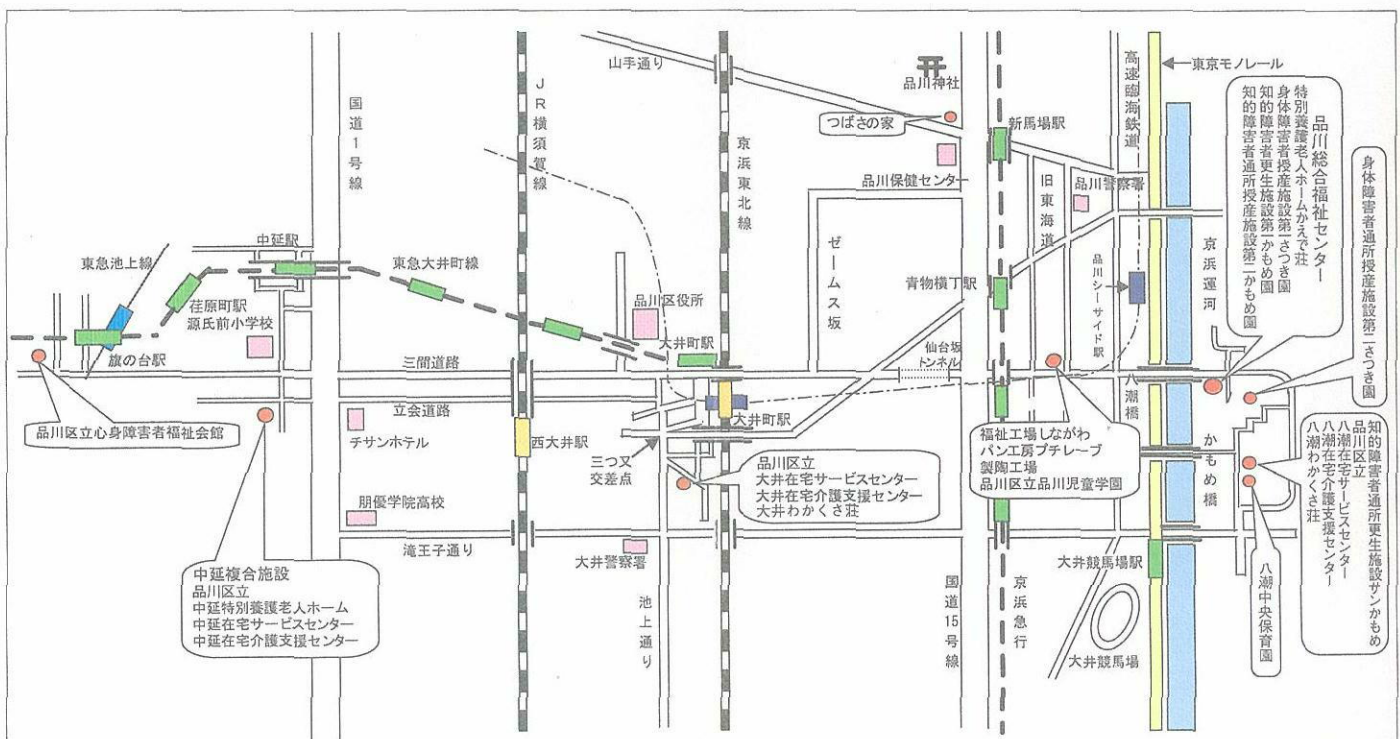 山手通り
品川神社
つばさの家
新馬場駅
品川保健センター
高速臨海鉄道
東京モノレール
品川総合福祉センター
特別養護老人ホームかえで荘
身体障害者授産施設第一さつき園
知的障害者更生施設第一かもめ園
知的障害者通所授産施設第二かもめ園
身体障害者通所授産施設第二さつき園
国道1号線
JR横須賀線
京浜東北線
旧東海道
品川警察署
中延駅
東急池上線
東急大井町線
荏原町駅
源氏前小学校
旗の台駅
品川区役所
大井町駅
ゼームス坂
青物横丁駅
品川シーサイド駅
京浜運河
仙台坂
トンネル
三間道路
立会道路
八潮橋
品川区立心身障害者福祉会館
チサンホテル
西大井駅
三つ又
交差点
大井町駅
品川区立
大井在宅サービスセンター
大井在宅介護支援センター
大井わかくさ荘
福祉工場しながわ
パン工房プチレーブ
製陶工場
品川区立品川児童学園
かもめ橋
知的障害者通所更生施設サンかもめ
品川区立
八潮在宅サービスセンター
八潮在宅介護支援センター
八潮わかくさ荘
八潮中央保育園
朋優学院高校
滝王子通り
大井警察署
池上通り
国道15号線
京浜急行
大井競馬場駅
大井競馬場
中延複合施設
品川区立
中延特別養護老人ホーム
中延在宅サービスセンター
中延在宅介護支援センター